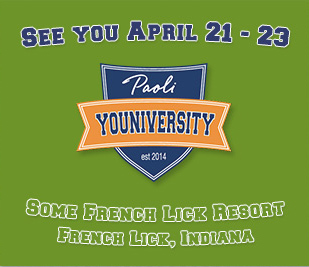 See you April 21 - 23
Paoli
YOUNIVERSITY
est 2014
Some French Lick Resort
French Lick, Indiana